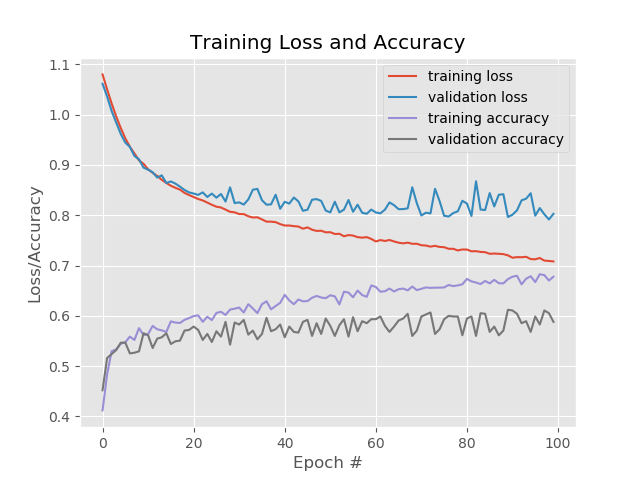 Training Loss and Accuracy
1.1
1.0
0.9
0.8
0.7
0.6
0.5
0.4
Loss/Accuracy
training loss
validation loss
training accuracy
validation accuracy
0 20 40 60 80 100
Epoch #